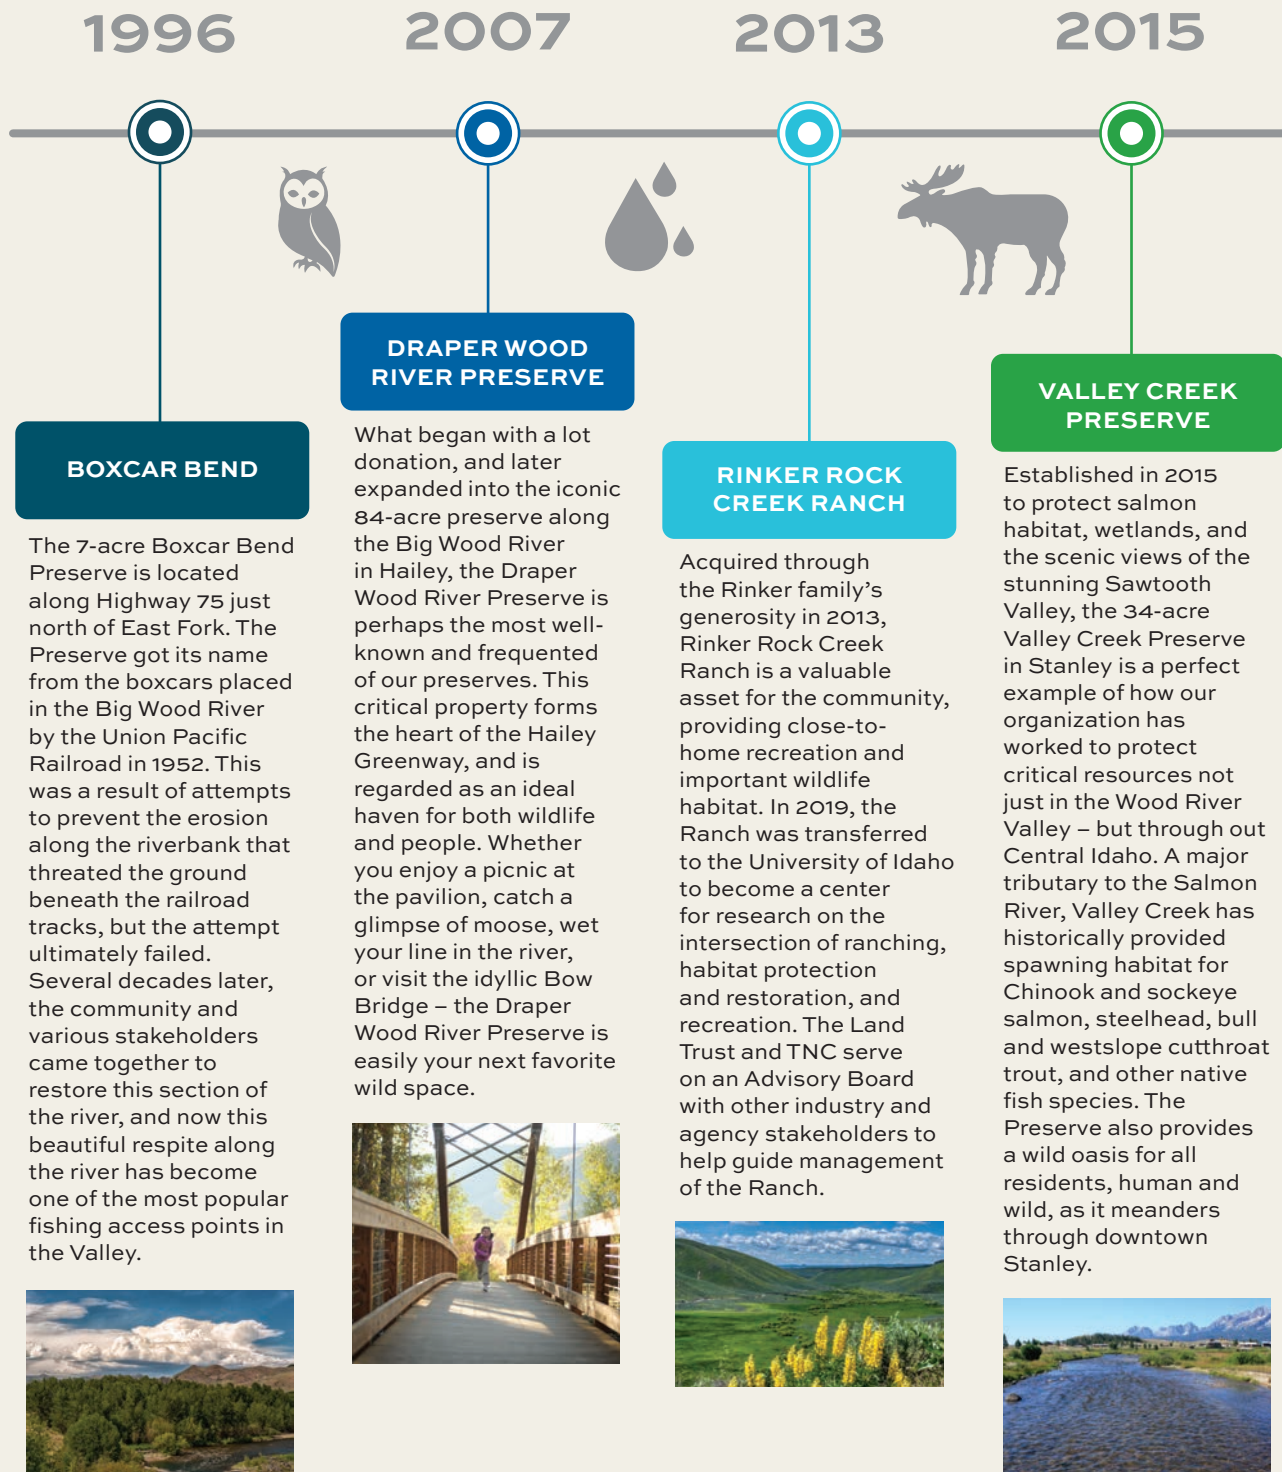 1996
2007
2013
2015
BOXCAR BEND
The 7-acre Boxcar Bend
Preserve is located
along Highway 75 just
north of East Fork. The
Preserve got its name
from the boxcars placed
in the Big Wood River
by the Union Pacific
Railroad in 1952. This
was a result of attempts
to prevent the erosion
along the riverbank that
threated the ground
beneath the railroad
tracks, but the attempt
ultimately failed.
Several decades later,
the community and
various stakeholders
came together to
restore this section of
the river, and now this
beautiful respite along
the river has become
one of the most popular
fishing access points in
the Valley.
DRAPER WOOD
RIVER PRESERVE
What began with a lot
donation, and later
expanded into the iconic
84-acre preserve along
the Big Wood River
in Hailey, the Draper
Wood River Preserve is
perhaps the most well-
known and frequented
of our preserves. This
critical property forms
the heart of the Hailey
Greenway, and is
regarded as an ideal
haven for both wildlife
and people. Whether
you enjoy a picnic at
the pavilion, catch a
glimpse of moose, wet
your line in the river,
or visit the idyllic Bow
Bridge – the Draper
Wood River Preserve is
easily your next favorite
wild space.
RINKER ROCK
CREEK RANCH
Acquired through
the Rinker family's
generosity in 2013,
Rinker Rock Creek
Ranch is a valuable
asset for the community,
providing close-to-
home recreation and
important wildlife
habitat. In 2019, the
Ranch was transferred
to the University of Idaho
to become a center
for research on the
intersection of ranching,
habitat protection
and restoration, and
recreation. The Land
Trust and TNC serve
on an Advisory Board
with other industry and
agency stakeholders to
help guide management
of the Ranch.
VALLEY CREEK
PRESERVE
Established in 2015
to protect salmon
habitat, wetlands, and
the scenic views of the
stunning Sawtooth
Valley, the 34-acre
Valley Creek Preserve
in Stanley is a perfect
example of how our
organization has
worked to protect
critical resources not
just in the Wood River
Valley – but through out
Central Idaho. A major
tributary to the Salmon
River, Valley Creek has
historically provided
spawning habitat for
Chinook and sockeye
salmon, steelhead, bull
and westslope cutthroat
trout, and other native
fish species. The
Preserve also provides
a wild oasis for all
residents, human and
wild, as it meanders
through downtown
Stanley.